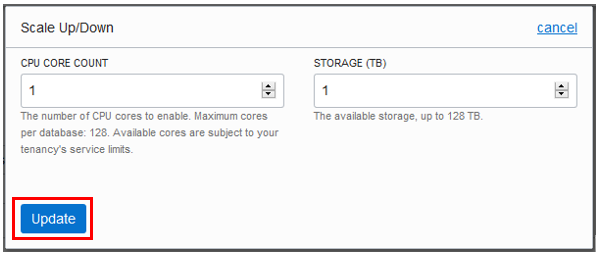 Scale Up/Down
cancel
CPU CORE COUNT
1
The number of CPU cores to enable. Maximum cores
per database: 128. Available cores are subject to your
tenancy's service limits.
STORAGE (TB)
1
The available storage, up to 128 TB.
Update